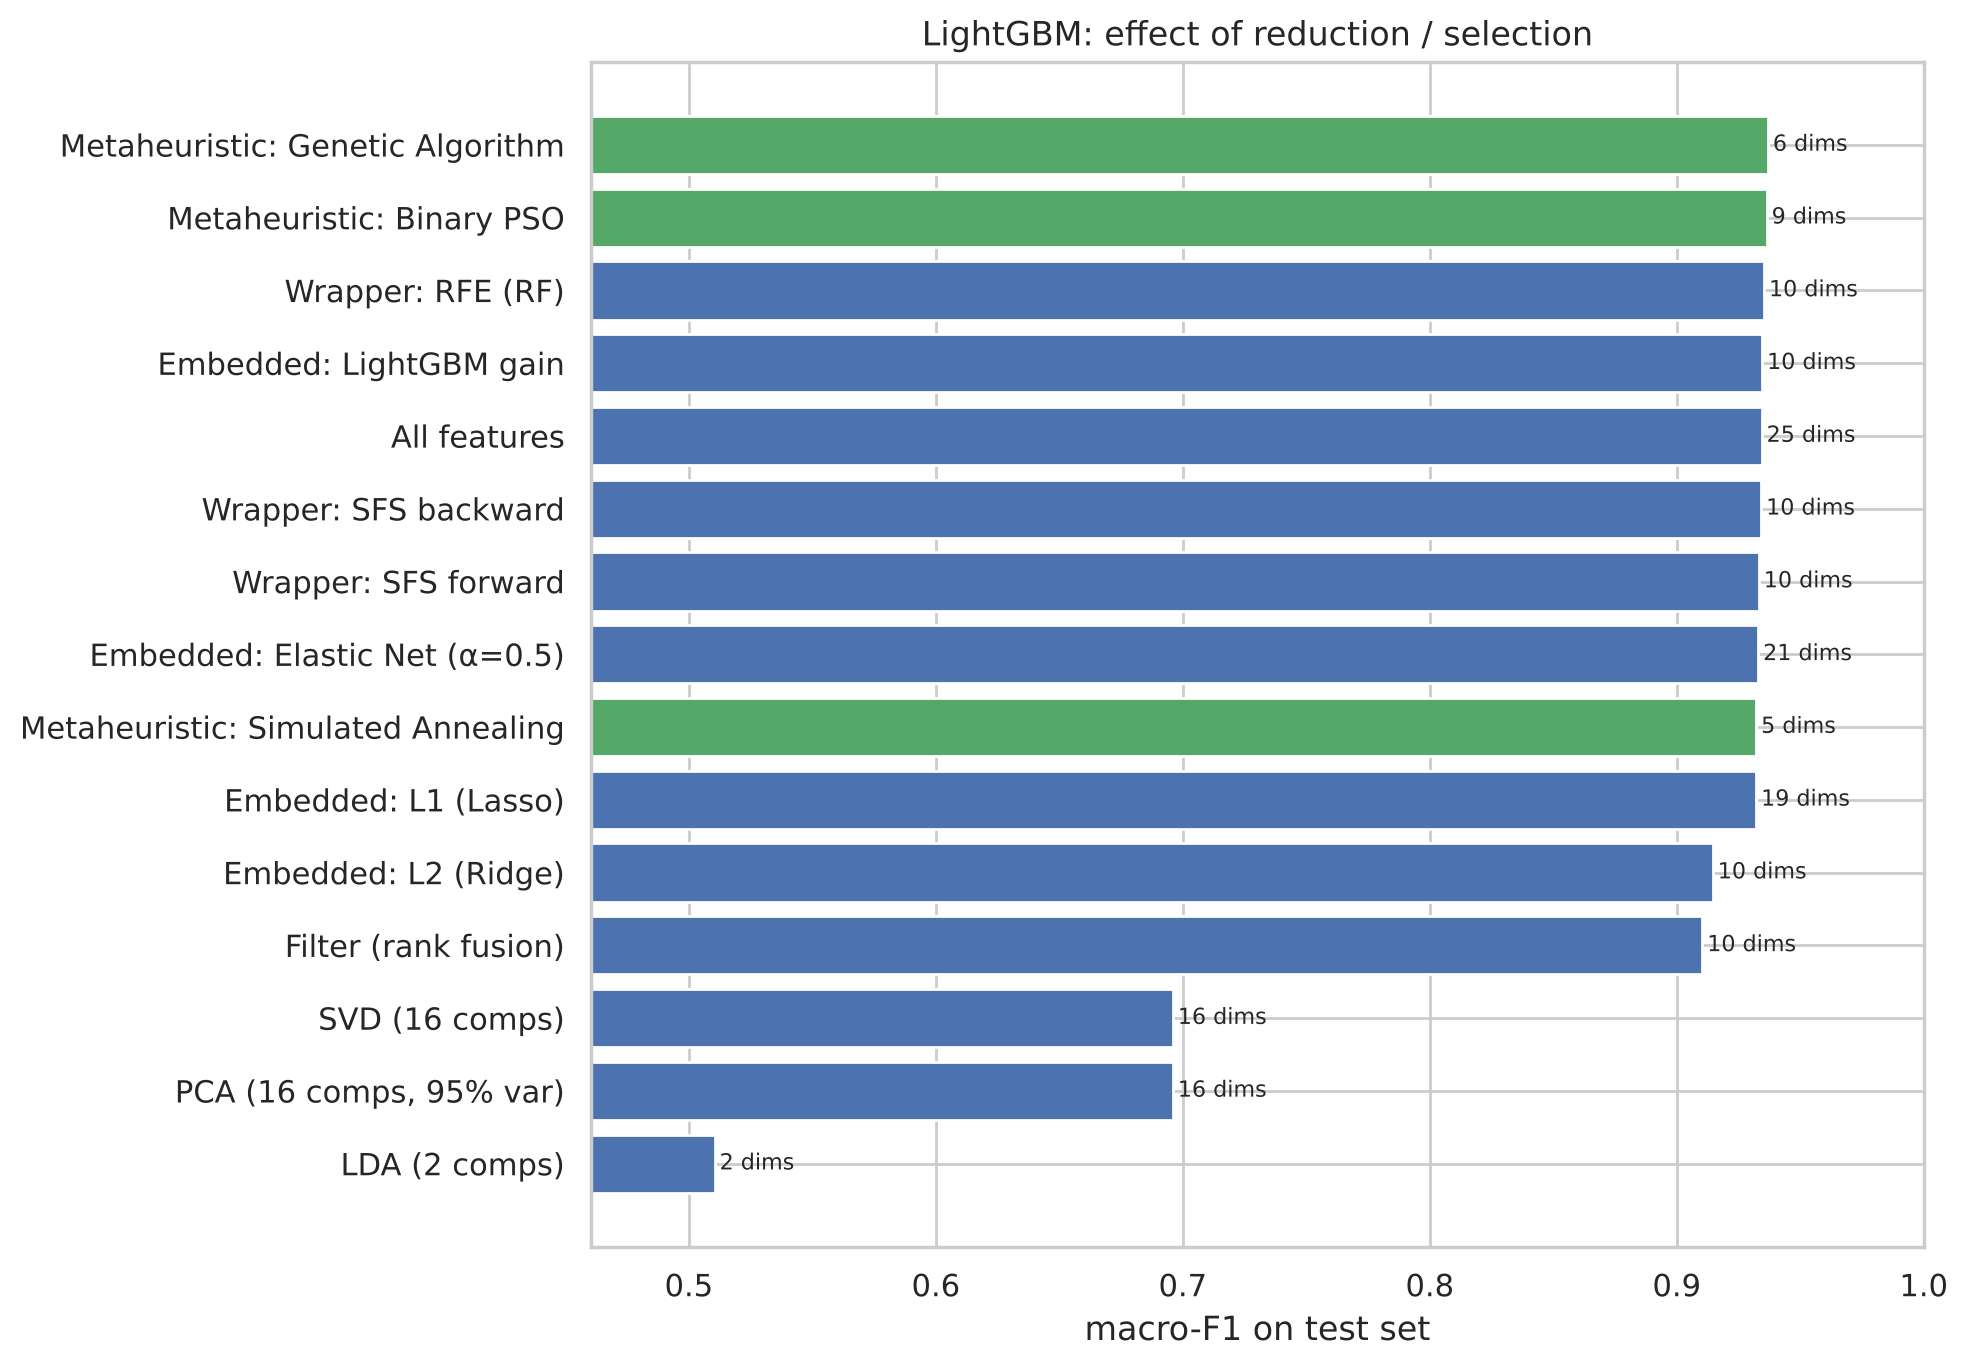 LightGBM: effect of reduction / selection
Metaheuristic: Genetic Algorithm 6 dims
Metaheuristic: Binary PSO 9 dims
Wrapper: RFE (RF) 10 dims
Embedded: LightGBM gain 10 dims
All features 25 dims
Wrapper: SFS backward 10 dims
Wrapper: SFS forward 10 dims
Embedded: Elastic Net (α=0.5) 21 dims
Metaheuristic: Simulated Annealing 5 dims
Embedded: L1 (Lasso) 19 dims
Embedded: L2 (Ridge) 10 dims
Filter (rank fusion) 10 dims
SVD (16 comps) 16 dims
PCA (16 comps, 95% var) 16 dims
LDA (2 comps) 2 dims
0.5 0.6 0.7 0.8 0.9 1.0
macro-F1 on test set